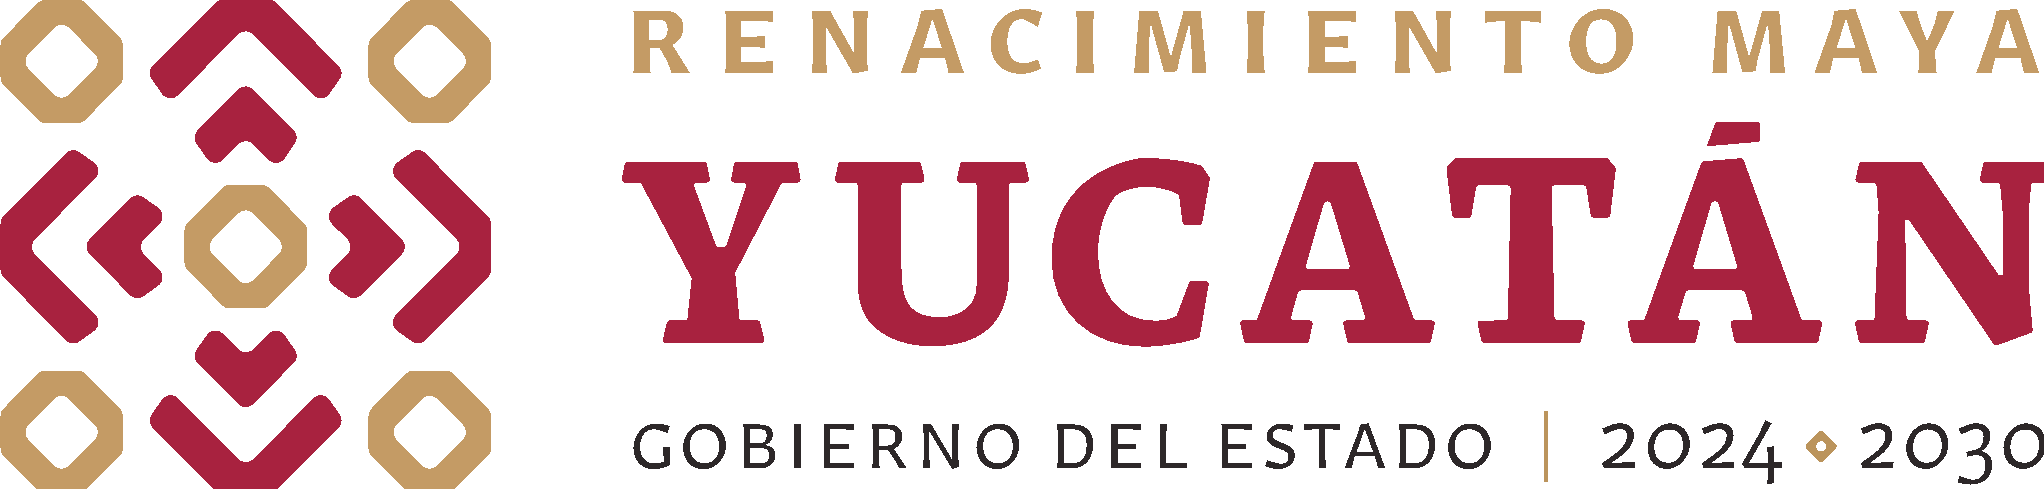 RENACIMIENTO MAYA
YUCATÁN
GOBIERNO DEL ESTADO | 2024 ⋄ 2030